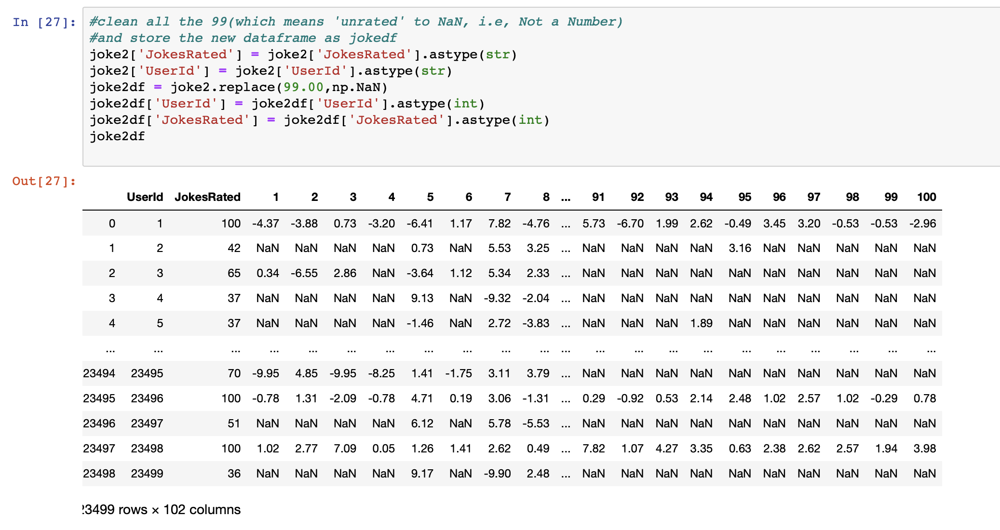 In [27]:
#clean all the 99(which means 'unrated' to NaN, i.e, Not a Number)
#and store the new dataframe as jokedf
joke2['JokesRated'] = joke2['JokesRated'].astype(str)
joke2['UserId'] = joke2['UserId'].astype(str)
joke2df = joke2.replace(99.00,np.NaN)
joke2df['UserId'] = joke2df['UserId'].astype(int)
joke2df['JokesRated'] = joke2df['JokesRated'].astype(int)
joke2df
Out[27]:
UserId JokesRated 1 2 3 4 5 6 7 8 ... 91 92 93 94 95 96 97 98 99 100
0 1 100 -4.37 -3.88 0.73 -3.20 -6.41 1.17 7.82 -4.76 ... 5.73 -6.70 1.99 2.62 -0.49 3.45 3.20 -0.53 -0.53 -2.96
1 2 42 NaN NaN NaN NaN 0.73 NaN 5.53 3.25 ... NaN NaN NaN NaN 3.16 NaN NaN NaN NaN NaN
2 3 65 0.34 -6.55 2.86 NaN -3.64 1.12 5.34 2.33 ... NaN NaN NaN NaN NaN NaN NaN NaN NaN NaN
3 4 37 NaN NaN NaN NaN 9.13 NaN -9.32 -2.04 ... NaN NaN NaN NaN NaN NaN NaN NaN NaN NaN
4 5 37 NaN NaN NaN NaN -1.46 NaN 2.72 -3.83 ... NaN NaN NaN 1.89 NaN NaN NaN NaN NaN NaN
... ... ... ... ... ... ... ... ... ... ... ... ... ... ... ... ... ... ... ... ... ...
23494 23495 70 -9.95 4.85 -9.95 -8.25 1.41 -1.75 3.11 3.79 ... NaN NaN NaN NaN NaN NaN NaN NaN NaN NaN
23495 23496 100 -0.78 1.31 -2.09 -0.78 4.71 0.19 3.06 -1.31 ... 0.29 -0.92 0.53 2.14 2.48 1.02 2.57 1.02 -0.29 0.78
23496 23497 51 NaN NaN NaN NaN 6.12 NaN 5.78 -5.53 ... NaN NaN NaN NaN NaN NaN NaN NaN NaN NaN
23497 23498 100 1.02 2.77 7.09 0.05 1.26 1.41 2.62 0.49 ... 7.82 1.07 4.27 3.35 0.63 2.38 2.62 2.57 1.94 3.98
23498 23499 36 NaN NaN NaN NaN 9.17 NaN -9.90 2.48 ... NaN NaN NaN NaN NaN NaN NaN NaN NaN NaN
23499 rows × 102 columns